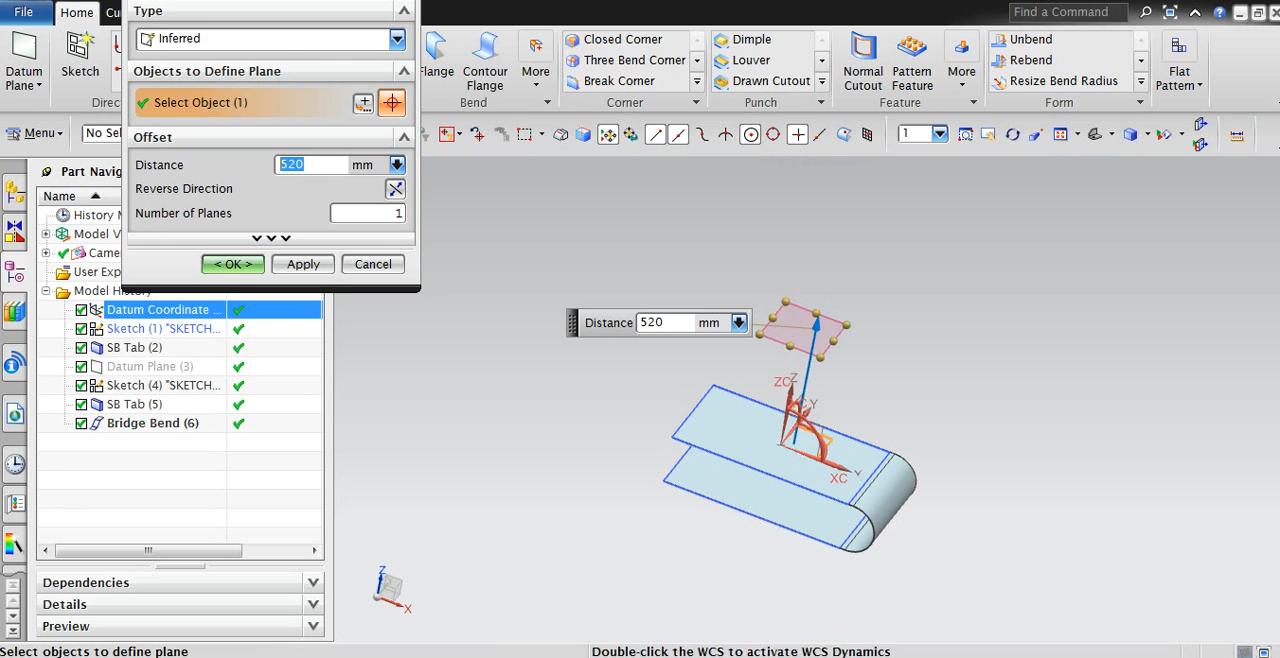 File Home Cu
Find a Command
Type
Inferred
Objects to Define Plane
Select Object (1)
Offset
Distance 520 mm
Reverse Direction
Number of Planes 1
< OK > Apply Cancel
Datum Plane
Sketch
Direc
Flange
Contour Flange
More
Bend
Closed Corner
Three Bend Corner
Break Corner
Corner
Dimple
Louver
Drawn Cutout
Punch
Normal Cutout
Pattern Feature
More
Feature
Unbend
Rebend
Resize Bend Radius
Form
Flat Pattern
Menu
No Sel
1
Part Navig
Name
History M
Model V
Camer
User Exp
Model History
Datum Coordinate ...
Sketch (1) "SKETCH...
SB Tab (2)
Datum Plane (3)
Sketch (4) "SKETCH...
SB Tab (5)
Bridge Bend (6)
Dependencies
Details
Preview
Distance 520 mm
ZC
Z
Y
XC
Z
X
Select objects to define plane
Double-click the WCS to activate WCS Dynamics